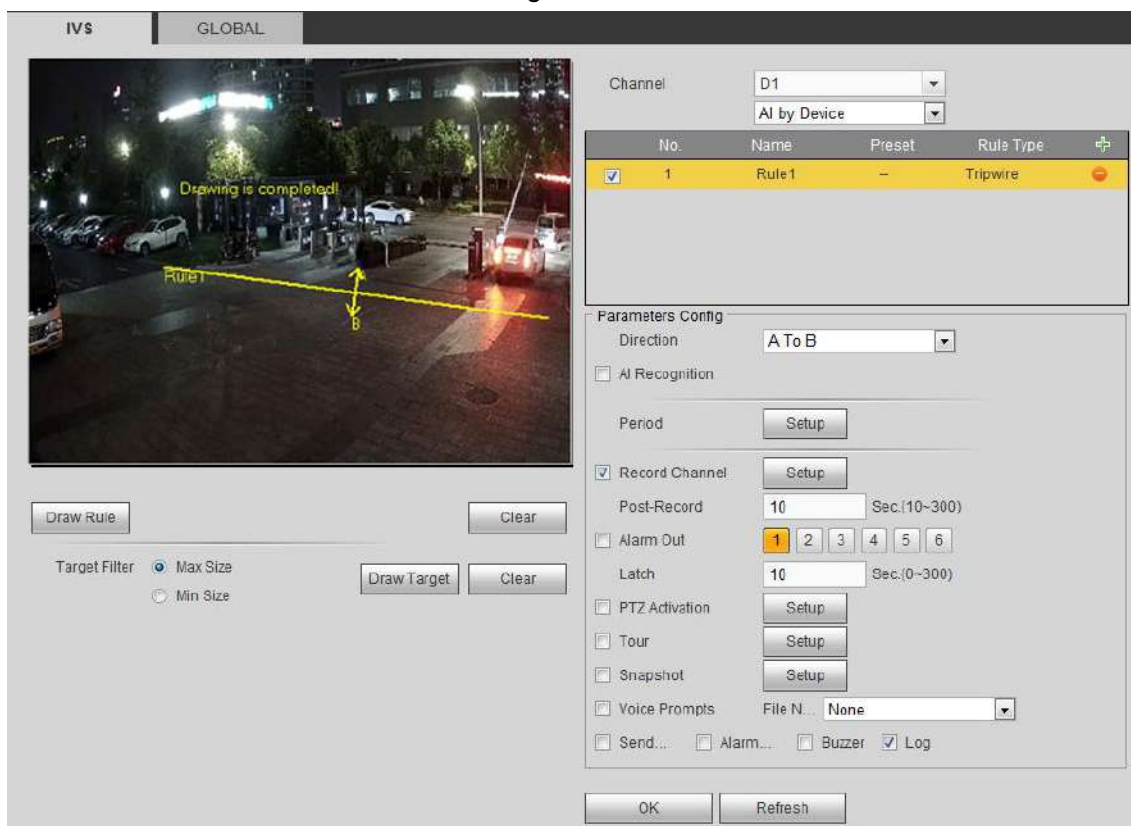 IVS GLOBAL
Drawing is completed!
Rule1
A
B
Draw Rule Clear
Target Filter Max Size Draw Target Clear
Min Size
Channel D1
AI by Device
No. Name Preset Rule Type
1 Rule1 -- Tripwire
Parameters Config
Direction A To B
AI Recognition
Period Setup
Record Channel Setup
Post-Record 10 Sec.(10~300)
Alarm Out 1 2 3 4 5 6
Latch 10 Sec.(0~300)
PTZ Activation Setup
Tour Setup
Snapshot Setup
Voice Prompts File N... None
Send... Alarm... Buzzer Log
OK Refresh